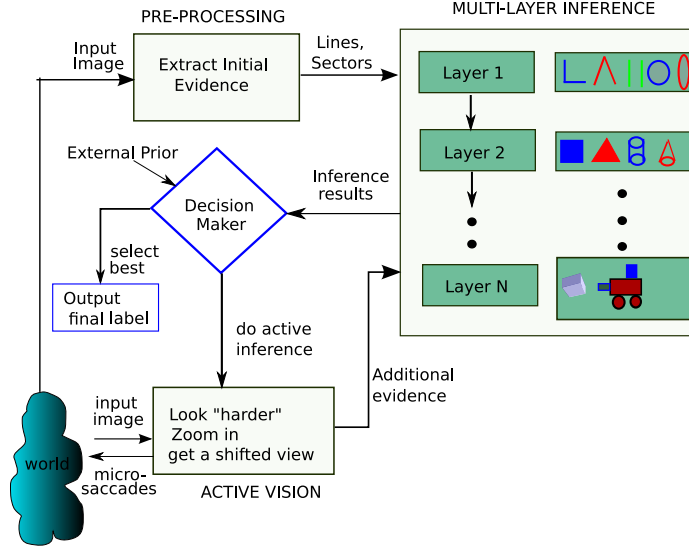 PRE-PROCESSING
MULTI-LAYER INFERENCE
Input
Image
Extract Initial
Evidence
Lines,
Sectors
Layer 1
Layer 2
Layer N
External Prior
Decision
Maker
Inference
results
select
best
Output
final label
do active
inference
Additional
evidence
Look "harder"
Zoom in
get a shifted view
input
image
world
micro-
saccades
ACTIVE VISION